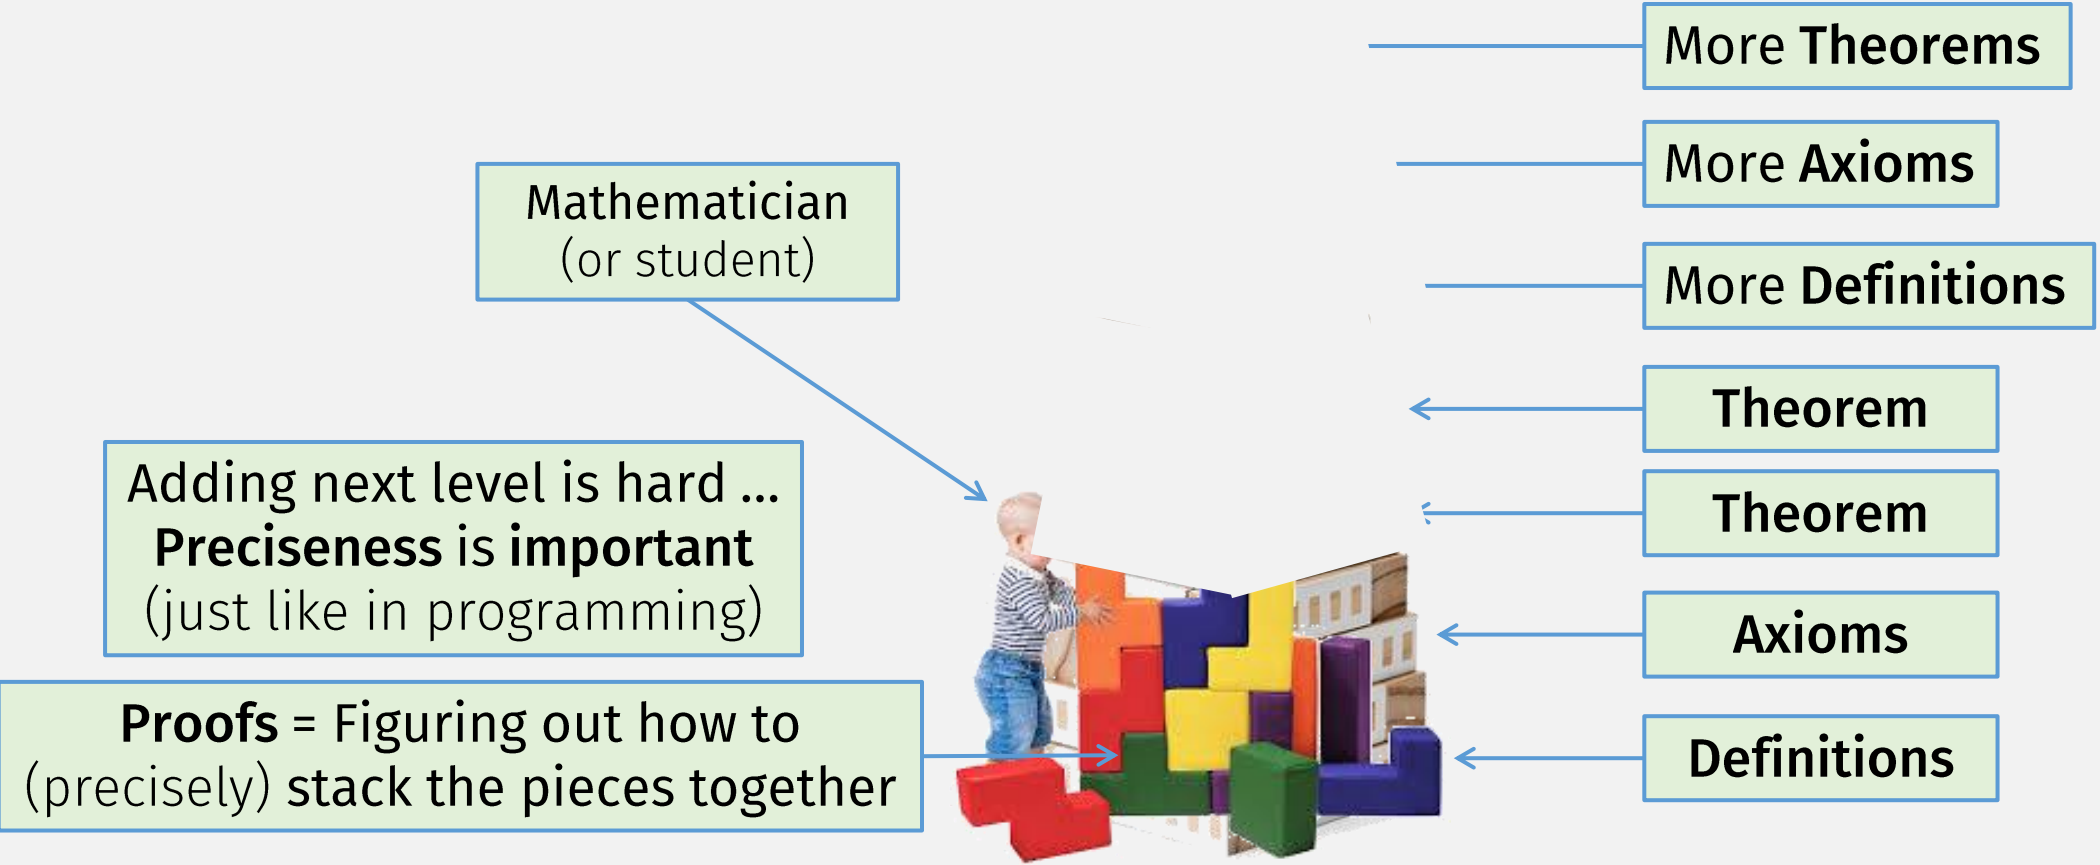 More Theorems
More Axioms
Mathematician
(or student)
More Definitions
Theorem
Adding next level is hard ...
Preciseness is important
(just like in programming)
Theorem
Axioms
Proofs = Figuring out how to
(precisely) stack the pieces together
Definitions